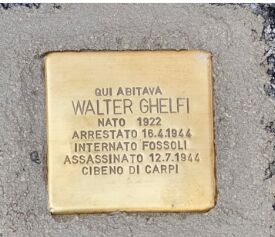 QUI ABITAVA
WALTER GHELFI
NATO 1922
ARRESTATO 16.4.1944
INTERNATO FOSSOLI
ASSASSINATO 12.7.1944
CIBENO DI CARPI